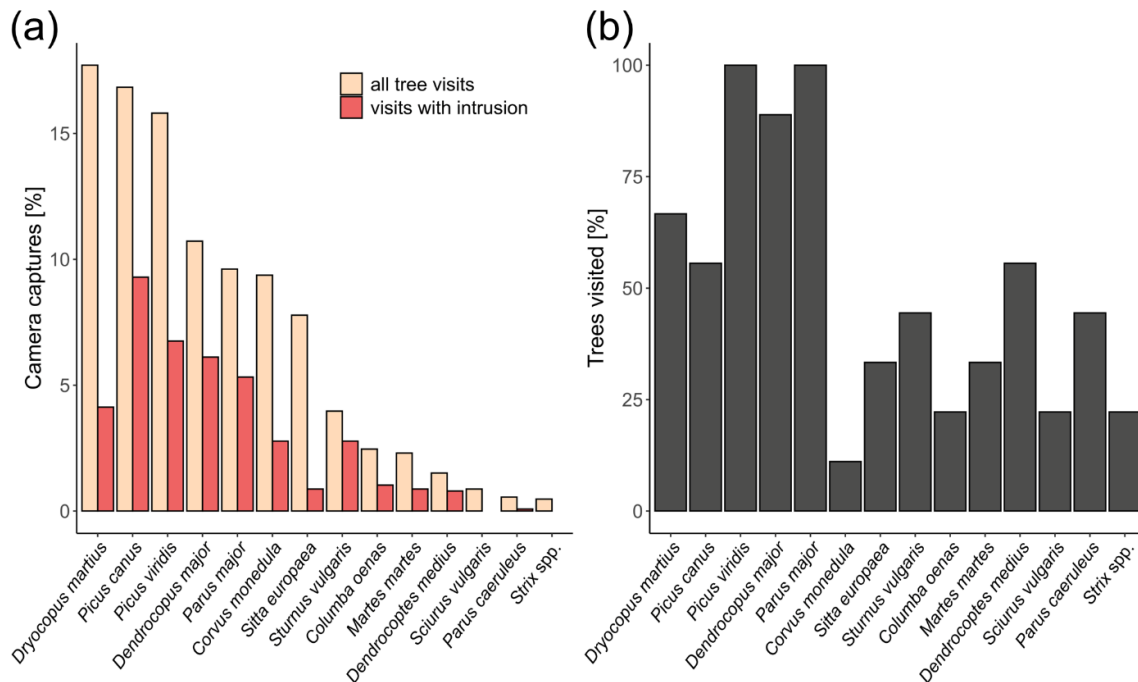 (a)
all tree visits
visits with intrusion
Camera captures [%]
15
10
5
0
Dryocopus martius
Picus canus
Picus viridis
Dendrocopus major
Parus major
Corvus monedula
Sitta europaea
Sturnus vulgaris
Columba oenas
Martes martes
Dendrocoptes medius
Sciurus vulgaris
Parus caeruleus
Strix spp.
(b)
Trees visited [%]
100
75
50
25
0
Dryocopus martius
Picus canus
Picus viridis
Dendrocopus major
Parus major
Corvus monedula
Sitta europaea
Sturnus vulgaris
Columba oenas
Martes martes
Dendrocoptes medius
Sciurus vulgaris
Parus caeruleus
Strix spp.